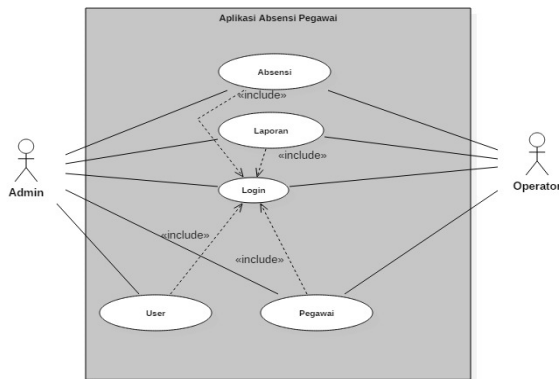 Aplikasi Absensi Pegawai
Absensi
«include»
Laporan
«include»
Login
Admin
Operator
«include»
«include»
User
Pegawai